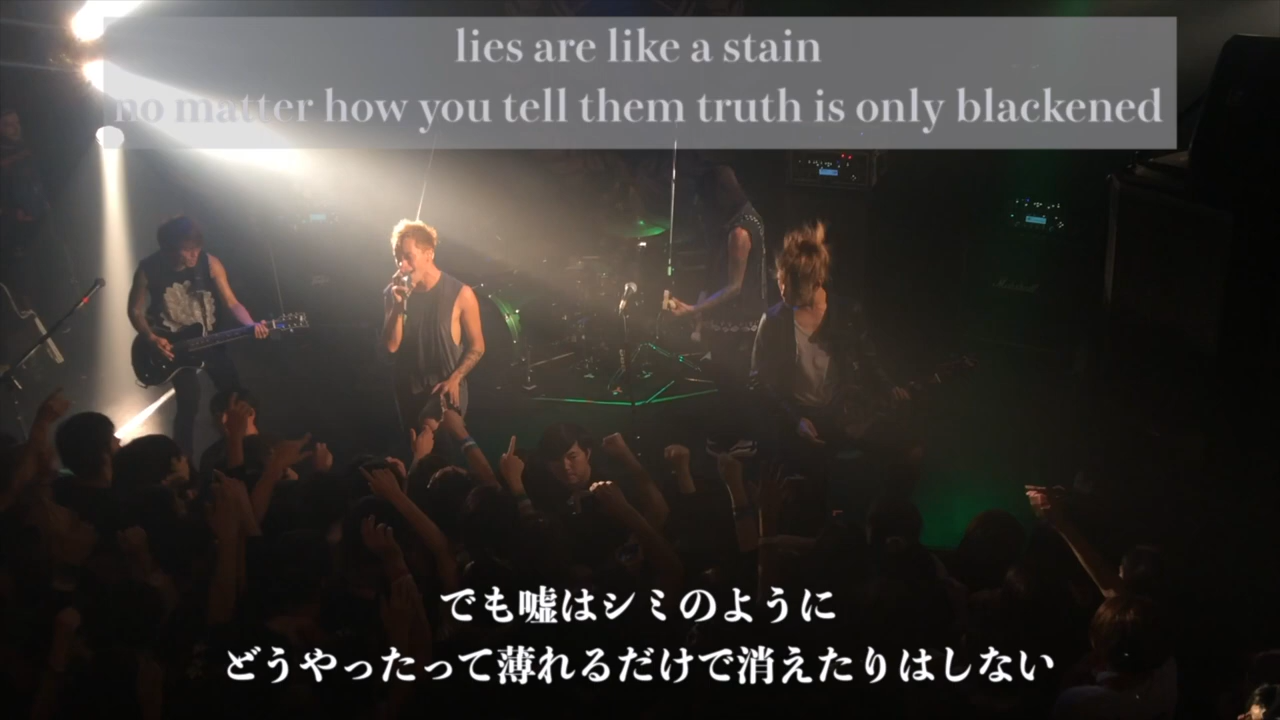 lies are like a stain
no matter how you tell them truth is only blackened
でも嘘はシミのように
どうやったって薄れるだけで消えたりはしない